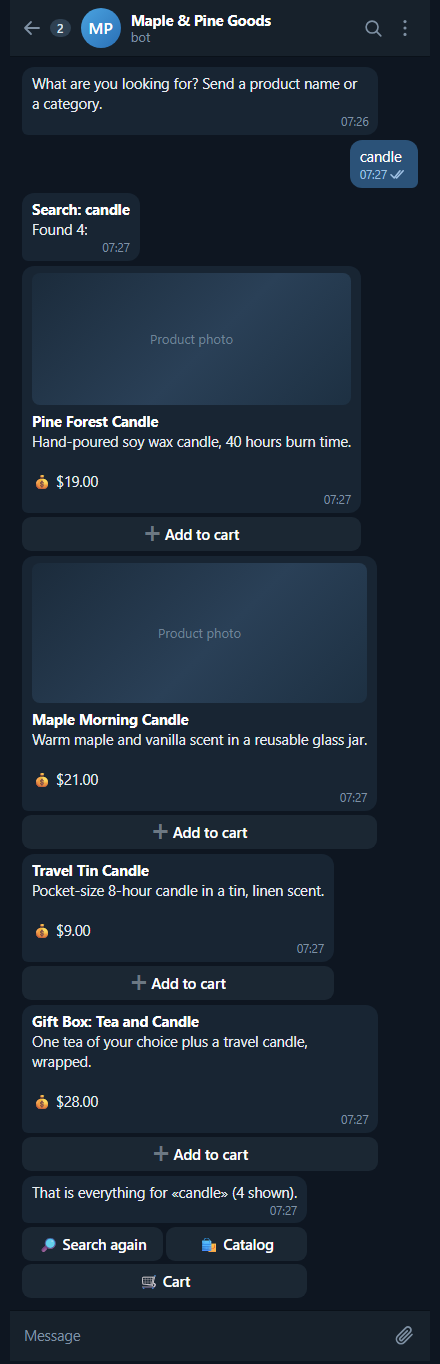 2
MP
Maple & Pine Goods
bot
What are you looking for? Send a product name or
a category.
07:26
candle
07:27
Search: candle
Found 4:
07:27
Product photo
Pine Forest Candle
Hand-poured soy wax candle, 40 hours burn time.
💰 $19.00
07:27
➕ Add to cart
Product photo
Maple Morning Candle
Warm maple and vanilla scent in a reusable glass jar.
💰 $21.00
07:27
➕ Add to cart
Travel Tin Candle
Pocket-size 8-hour candle in a tin, linen scent.
💰 $9.00
07:27
➕ Add to cart
Gift Box: Tea and Candle
One tea of your choice plus a travel candle,
wrapped.
💰 $28.00
07:27
➕ Add to cart
That is everything for «candle» (4 shown).
07:27
🔎 Search again
🛍 Catalog
🛒 Cart
Message